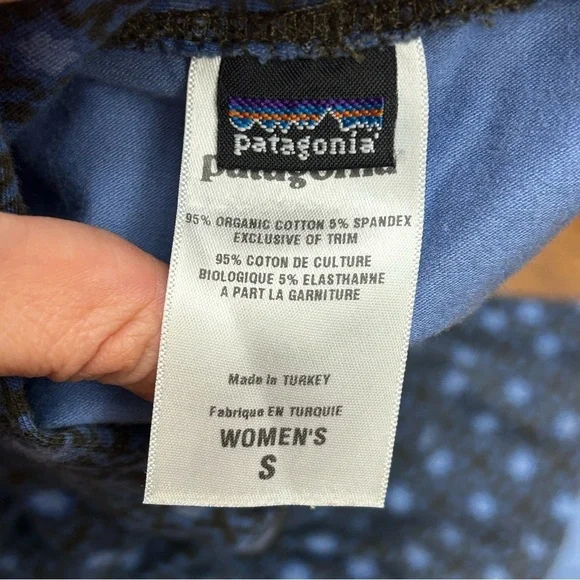 patagonia
patagonia
95% ORGANIC COTTON 5% SPANDEX
EXCLUSIVE OF TRIM
95% COTON DE CULTURE
BIOLOGIQUE 5% ELASTHANNE
A PART LA GARNITURE
Made in TURKEY
Fabrique EN TURQUIE
WOMEN'S
S